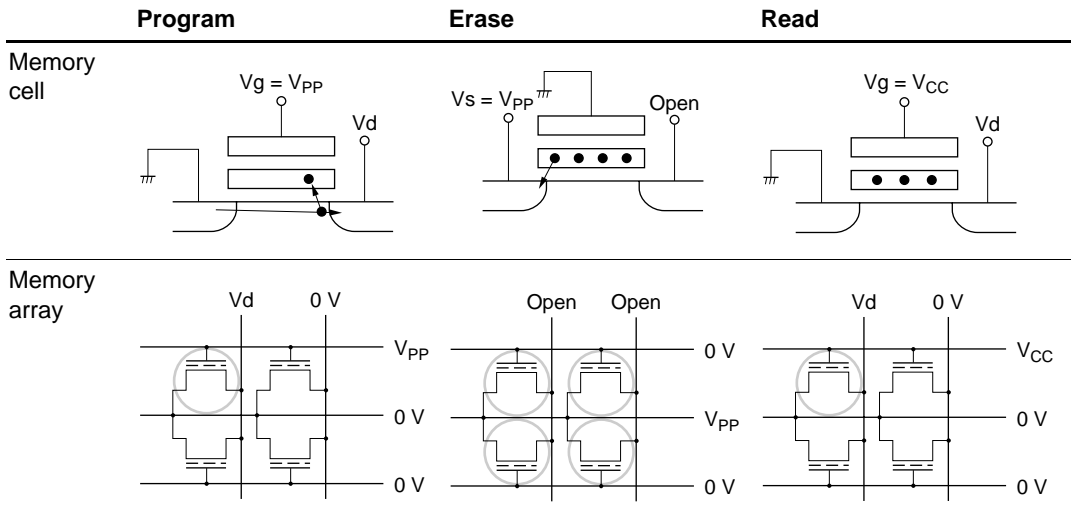 Program Erase Read
Memory
cell
Vg = VPP
Vd
Vs = VPP
Open
Vg = VCC
Vd
Memory
array
Vd 0 V
VPP
0 V
0 V
Open Open
0 V
VPP
0 V
Vd 0 V
VCC
0 V
0 V